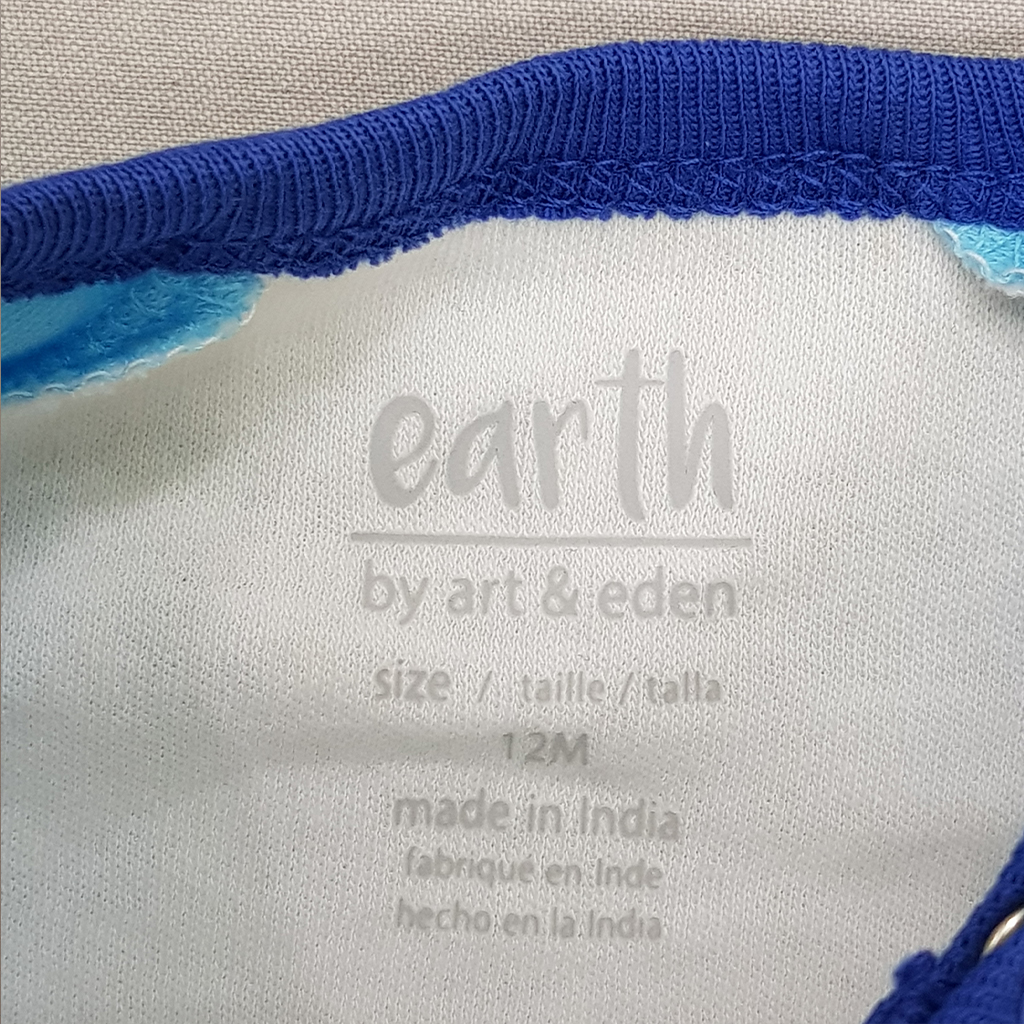 earth
by art & eden
size / taille / talla
12M
made in India
fabriqué en Inde
hecho en la India